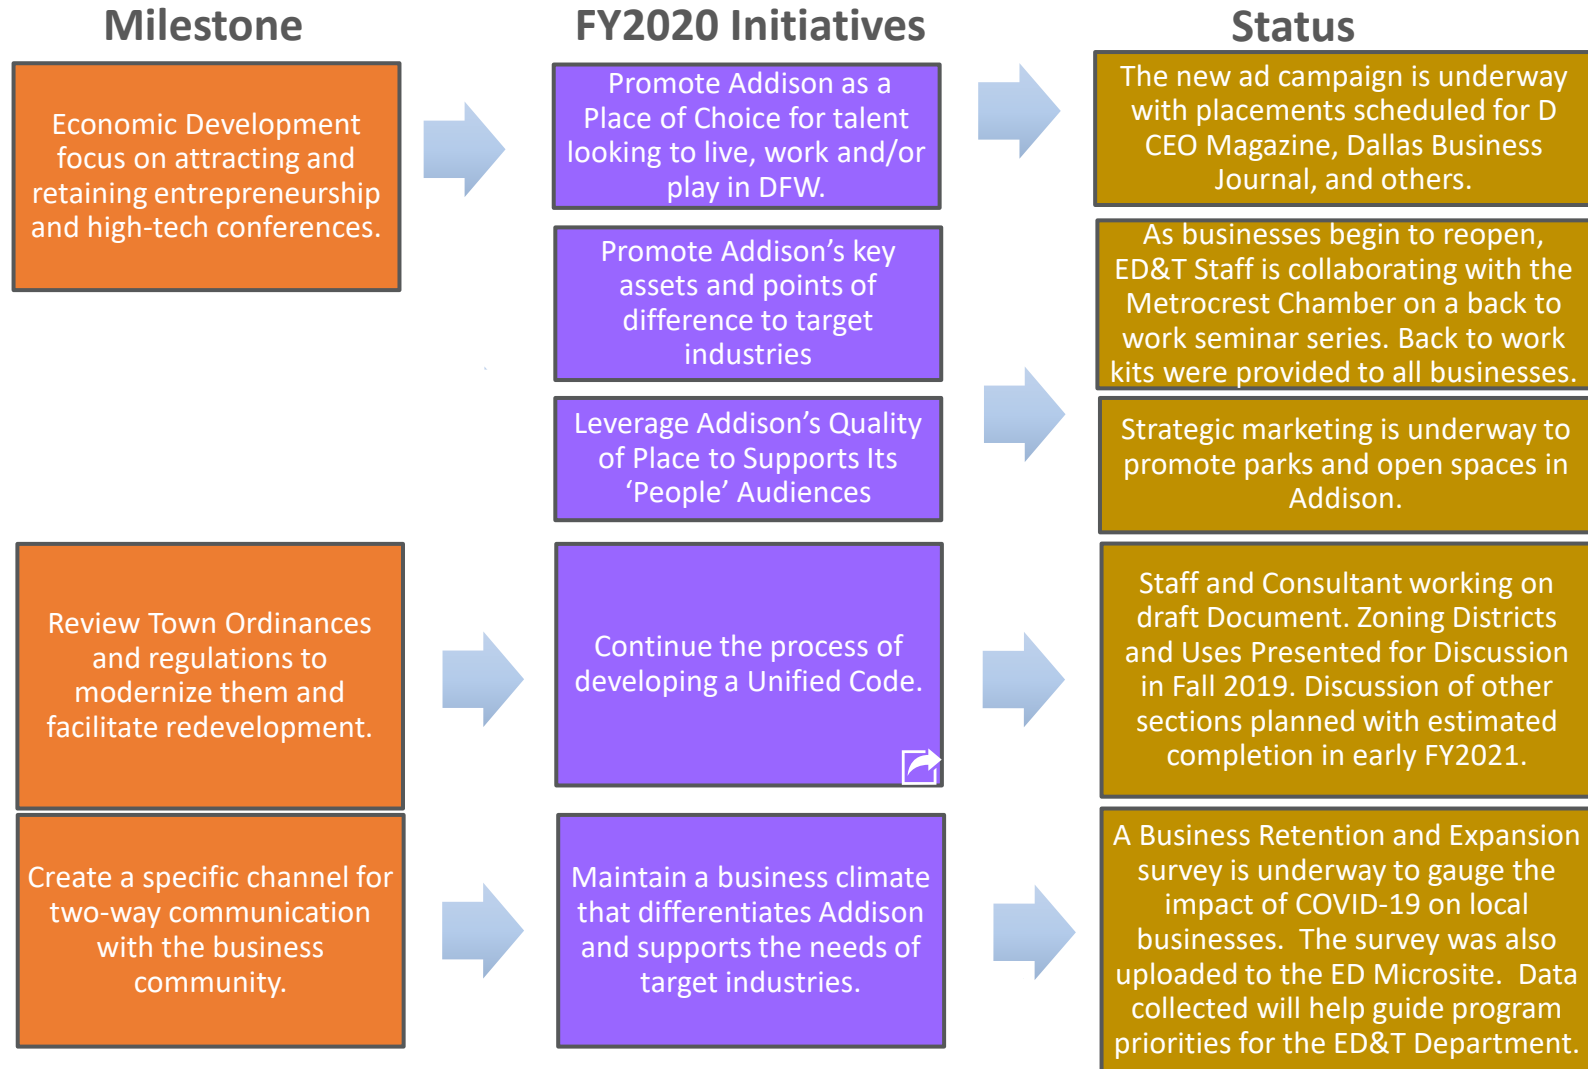 Milestone
FY2020 Initiatives
Status
Economic Development
focus on attracting and
retaining entrepreneurship
and high-tech conferences.
Promote Addison as a
Place of Choice for talent
looking to live, work and/or
play in DFW.
The new ad campaign is underway
with placements scheduled for D
CEO Magazine, Dallas Business
Journal, and others.
Promote Addison’s key
assets and points of
difference to target
industries
As businesses begin to reopen,
ED&T Staff is collaborating with the
Metrocrest Chamber on a back to
work seminar series. Back to work
kits were provided to all businesses.
Leverage Addison’s Quality
of Place to Supports Its
‘People’ Audiences
Strategic marketing is underway to
promote parks and open spaces in
Addison.
Review Town Ordinances
and regulations to
modernize them and
facilitate redevelopment.
Continue the process of
developing a Unified Code.
Staff and Consultant working on
draft Document. Zoning Districts
and Uses Presented for Discussion
in Fall 2019. Discussion of other
sections planned with estimated
completion in early FY2021.
Create a specific channel for
two-way communication
with the business
community.
Maintain a business climate
that differentiates Addison
and supports the needs of
target industries.
A Business Retention and Expansion
survey is underway to gauge the
impact of COVID-19 on local
businesses.  The survey was also
uploaded to the ED Microsite.  Data
collected will help guide program
priorities for the ED&T Department.